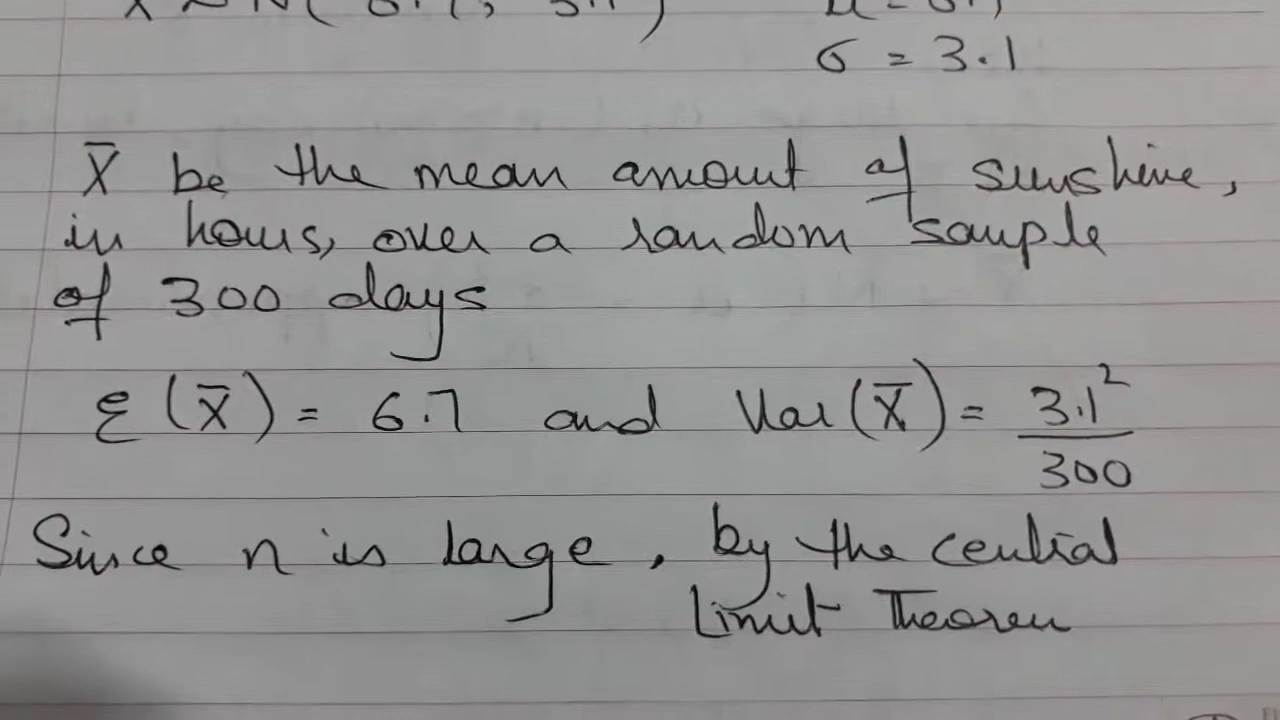 σ = 3.1
X̄ be the mean amount of sunshine,
in hours, over a random sample
of 300 days
E(X̄) = 6.7 and Var(X̄) = 3.1²/300
Since n is large, by the central
Limit Theorem